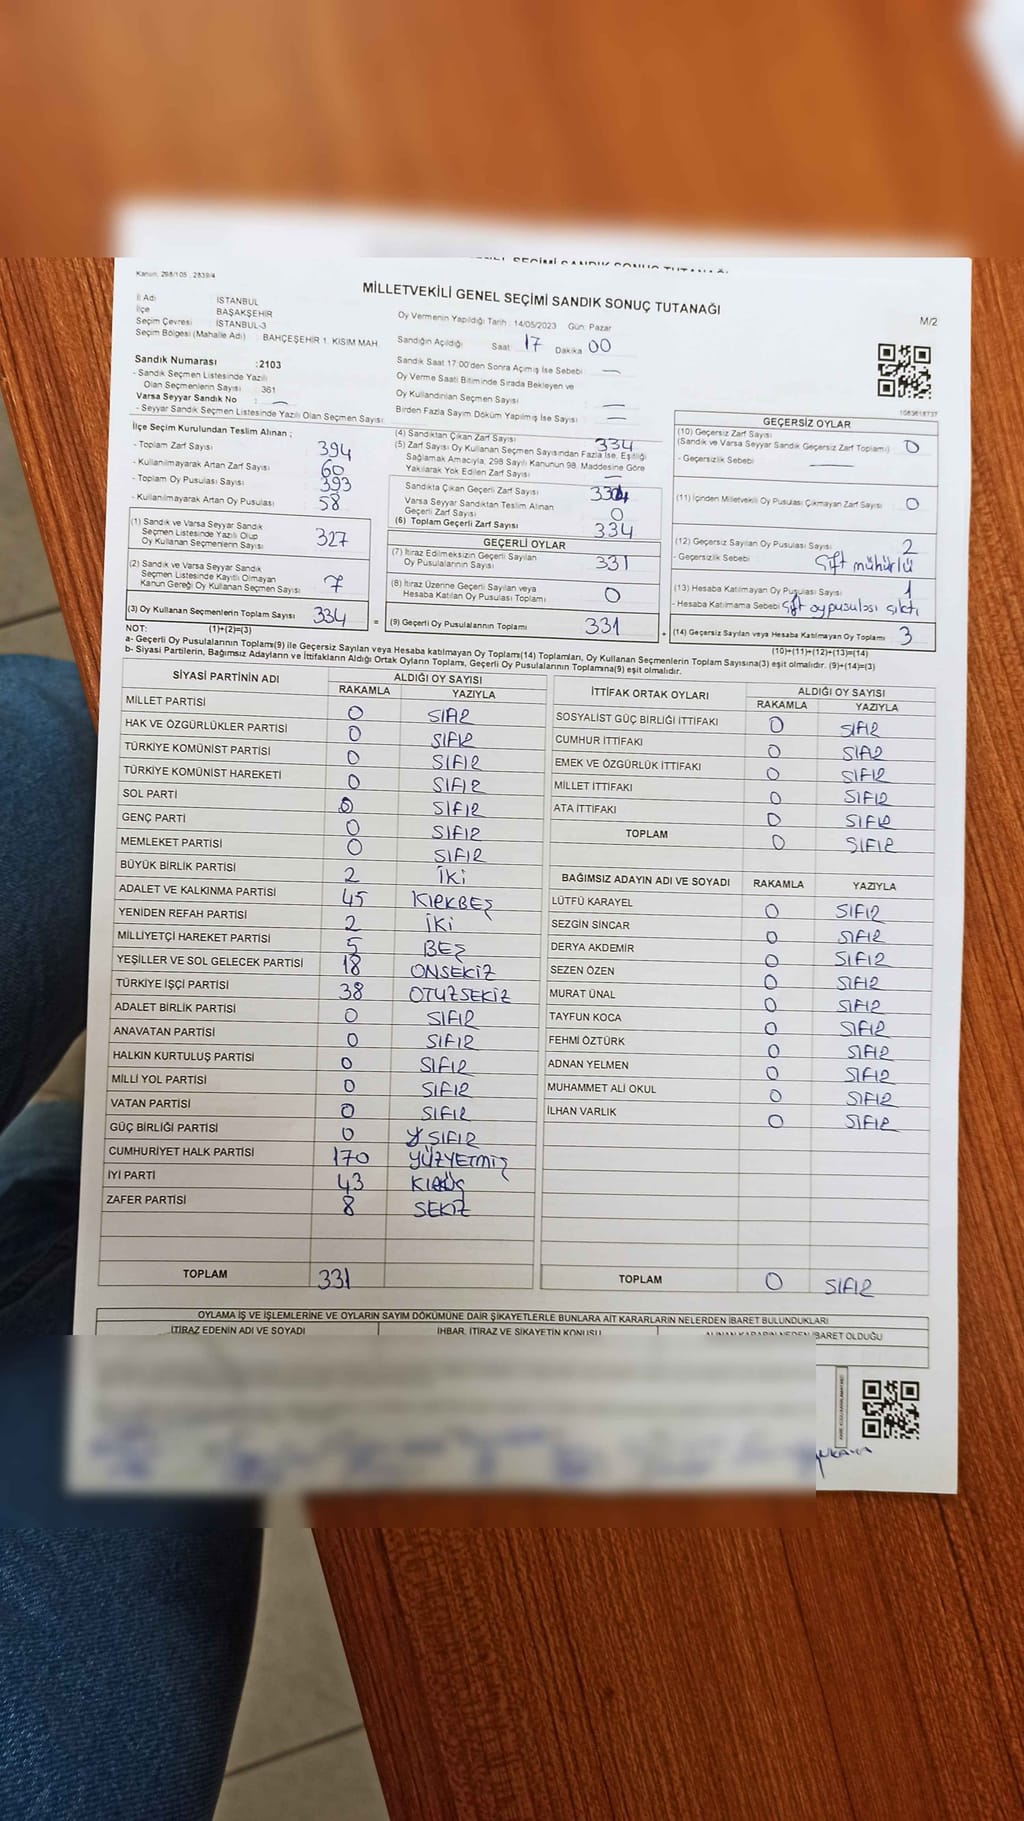 Kanun: 298/105, 2839/4
MİLLETVEKİLİ GENEL SEÇİMİ SANDIK SONUÇ TUTANAĞI
M/2
İl Adı İSTANBUL
İlçe BAŞAKŞEHİR
Seçim Çevresi İSTANBUL-3
Seçim Bölgesi (Mahalle Adı) : BAHÇEŞEHİR 1. KISIM MAH.
Sandık Numarası :2103
- Sandık Seçmen Listesinde Yazılı
Olan Seçmenlerin Sayısı : 361
Varsa Seyyar Sandık No : —
- Seyyar Sandık Seçmen Listesinde Yazılı Olan Seçmen Sayısı:
Oy Vermenin Yapıldığı Tarih : 14/05/2023 Gün: Pazar
Sandığın Açıldığı Saat 17 Dakika 00
Sandık Saat 17:00'den Sonra Açılmış İse Sebebi —
Oy Verme Saati Bitiminde Sırada Bekleyen ve
Oy Kullandırılan Seçmen Sayısı —
Birden Fazla Sayım Döküm Yapılmış İse Sayısı —
1083618737
İlçe Seçim Kurulundan Teslim Alınan ;
- Toplam Zarf Sayısı 394
- Kullanılmayarak Artan Zarf Sayısı 60
- Toplam Oy Pusulası Sayısı 393
- Kullanılmayarak Artan Oy Pusulası 58
(1) Sandık ve Varsa Seyyar Sandık
Seçmen Listesinde Yazılı Olup
Oy Kullanan Seçmenlerin Sayısı 327
(2) Sandık ve Varsa Seyyar Sandık
Seçmen Listesinde Kayıtlı Olmayan
Kanun Gereği Oy Kullanan Seçmen Sayısı 7
(3) Oy Kullanan Seçmenlerin Toplam Sayısı 334
(4) Sandıktan Çıkan Zarf Sayısı 334
(5) Zarf Sayısı Oy Kullanan Seçmen Sayısından Fazla İse, Eşitliği
Sağlamak Amacıyla, 298 Sayılı Kanunun 98. Maddesine Göre
Yakılarak Yok Edilen Zarf Sayısı —
Sandıkta Çıkan Geçerli Zarf Sayısı 334
Varsa Seyyar Sandıktan Teslim Alınan
Geçerli Zarf Sayısı 0
(6) Toplam Geçerli Zarf Sayısı 334
GEÇERLİ OYLAR
(7) İtiraz Edilmeksizin Geçerli Sayılan
Oy Pusulalarının Sayısı 331
(8) İtiraz Üzerine Geçerli Sayılan veya
Hesaba Katılan Oy Pusulası Toplamı 0
= (9) Geçerli Oy Pusulalarının Toplamı 331
GEÇERSİZ OYLAR
(10) Geçersiz Zarf Sayısı
(Sandık ve Varsa Seyyar Sandık Geçersiz Zarf Toplamı) 0
- Geçersizlik Sebebi —
(11) İçinden Milletvekili Oy Pusulası Çıkmayan Zarf Sayısı 0
(12) Geçersiz Sayılan Oy Pusulası Sayısı 2
- Geçersizlik Sebebi Çift mühürlü
(13) Hesaba Katılmayan Oy Pusulası Sayısı 1
- Hesaba Katılmama Sebebi Çift oy pusulası çıktı
+ (14) Geçersiz Sayılan veya Hesaba Katılmayan Oy Toplamı 3
NOT: (1)+(2)=(3)
(10)+(11)+(12)+(13)=(14)
a- Geçerli Oy Pusulalarının Toplamı(9) ile Geçersiz Sayılan veya Hesaba katılmayan Oy Toplamı(14) Toplamları, Oy Kullanan Seçmenlerin Toplam Sayısına(3) eşit olmalıdır. (9)+(14)=(3)
b- Siyasi Partilerin, Bağımsız Adayların ve İttifakların Aldığı Ortak Oyların Toplamı, Geçerli Oy Pusulalarının Toplamına(9) eşit olmalıdır.
SİYASİ PARTİNİN ADI ALDIĞI OY SAYISI
RAKAMLA YAZIYLA
MİLLET PARTİSİ 0 SIFIR
HAK VE ÖZGÜRLÜKLER PARTİSİ 0 SIFIR
TÜRKİYE KOMÜNİST PARTİSİ 0 SIFIR
TÜRKİYE KOMÜNİST HAREKETİ 0 SIFIR
SOL PARTİ 0 SIFIR
GENÇ PARTİ 0 SIFIR
MEMLEKET PARTİSİ 0 SIFIR
BÜYÜK BİRLİK PARTİSİ 2 İKİ
ADALET VE KALKINMA PARTİSİ 45 KIRKBEŞ
YENİDEN REFAH PARTİSİ 2 İKİ
MİLLİYETÇİ HAREKET PARTİSİ 5 BEŞ
YEŞİLLER VE SOL GELECEK PARTİSİ 18 ONSEKİZ
TÜRKİYE İŞÇİ PARTİSİ 38 OTUZSEKİZ
ADALET BİRLİK PARTİSİ 0 SIFIR
ANAVATAN PARTİSİ 0 SIFIR
HALKIN KURTULUŞ PARTİSİ 0 SIFIR
MİLLİ YOL PARTİSİ 0 SIFIR
VATAN PARTİSİ 0 SIFIR
GÜÇ BİRLİĞİ PARTİSİ 0 SIFIR
CUMHURİYET HALK PARTİSİ 170 YÜZYETMİŞ
İYİ PARTİ 43
ZAFER PARTİSİ 8 SEKİZ
TOPLAM 331
İTTİFAK ORTAK OYLARI ALDIĞI OY SAYISI
RAKAMLA YAZIYLA
SOSYALİST GÜÇ BİRLİĞİ İTTİFAKI 0 SIFIR
CUMHUR İTTİFAKI 0 SIFIR
EMEK VE ÖZGÜRLÜK İTTİFAKI 0 SIFIR
MİLLET İTTİFAKI 0 SIFIR
ATA İTTİFAKI 0 SIFIR
TOPLAM 0 SIFIR
BAĞIMSIZ ADAYIN ADI VE SOYADI RAKAMLA YAZIYLA
LÜTFÜ KARAYEL 0 SIFIR
SEZGİN SİNCAR 0 SIFIR
DERYA AKDEMİR 0 SIFIR
SEZEN ÖZEN 0 SIFIR
MURAT ÜNAL 0 SIFIR
TAYFUN KOCA 0 SIFIR
FEHMİ ÖZTÜRK 0 SIFIR
ADNAN YELMEN 0 SIFIR
MUHAMMET ALİ OKUL 0 SIFIR
İLHAN VARLIK 0 SIFIR
TOPLAM 0 SIFIR
OYLAMA İŞ VE İŞLEMLERİNE VE OYLARIN SAYIM DÖKÜMÜNE DAİR ŞİKAYETLERLE BUNLARA AİT KARARLARIN NELERDEN İBARET BULUNDUKLARI
İTİRAZ EDENİN ADI VE SOYADI İHBAR, İTİRAZ VE ŞİKAYETİN KONUSU ALINAN KARARIN NEDEN İBARET OLDUĞU